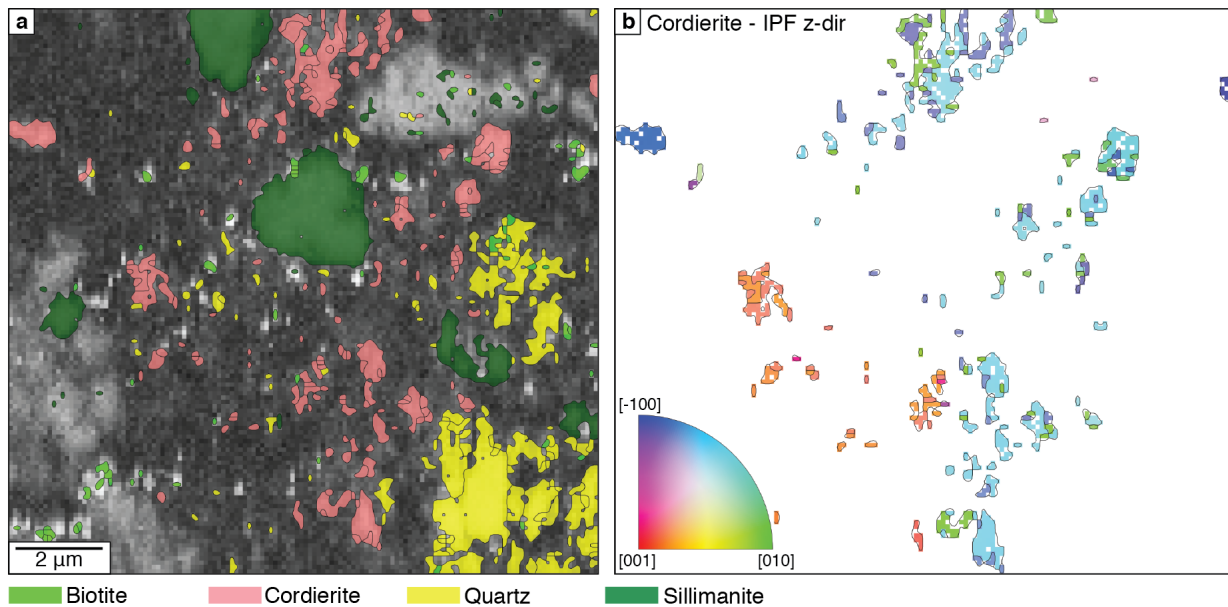 a
b Cordierite - IPF z-dir
[-100]
[001]
[010]
2 µm
Biotite
Cordierite
Quartz
Sillimanite